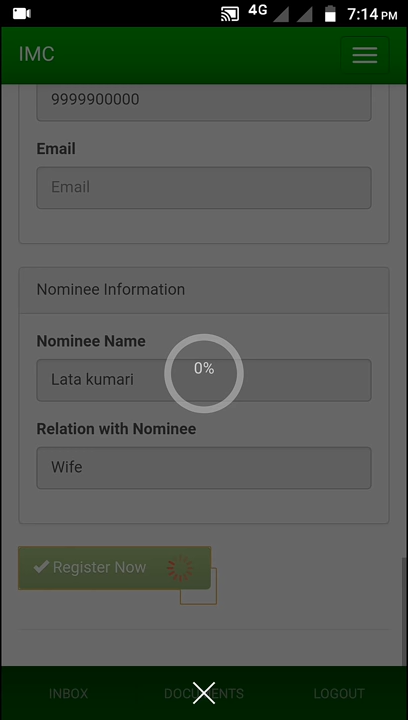 4G 7:14 PM
IMC
9999900000
Email
Email
Nominee Information
Nominee Name
0%
Lata kumari
Relation with Nominee
Wife
Register Now
INBOX DOCUMENTS LOGOUT